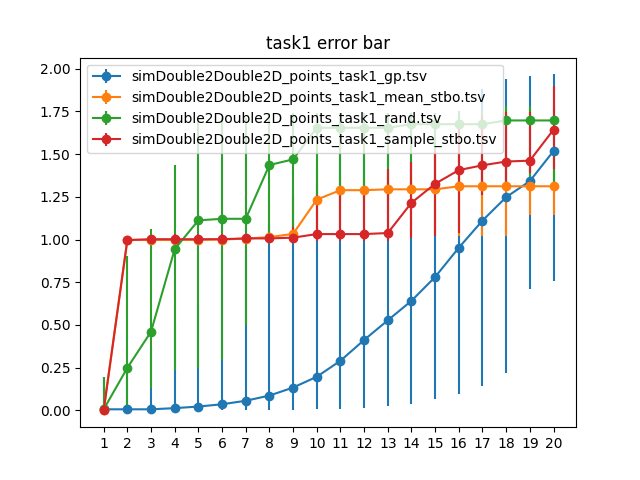 task1 error bar
simDouble2Double2D_points_task1_gp.tsv
simDouble2Double2D_points_task1_mean_stbo.tsv
simDouble2Double2D_points_task1_rand.tsv
simDouble2Double2D_points_task1_sample_stbo.tsv
2.00
1.75
1.50
1.25
1.00
0.75
0.50
0.25
0.00
1 2 3 4 5 6 7 8 9 10 11 12 13 14 15 16 17 18 19 20